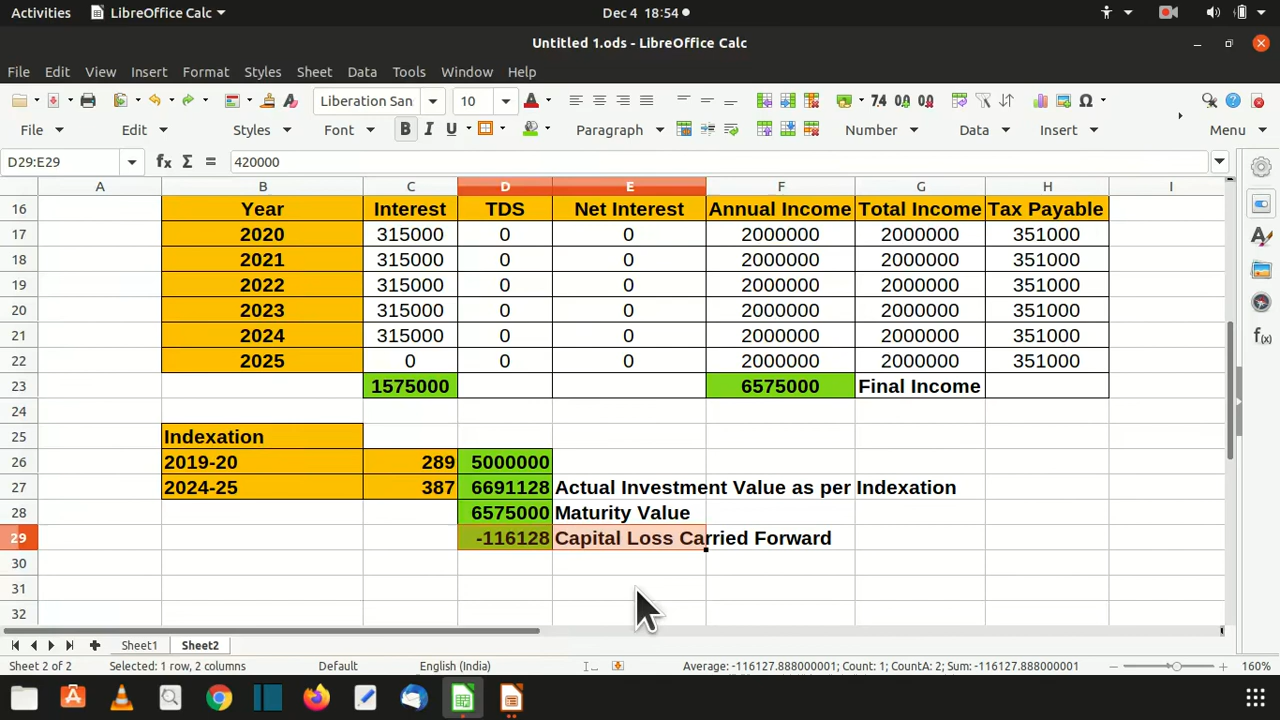 Activities LibreOffice Calc Dec 4 18:54
Untitled 1.ods - LibreOffice Calc
File Edit View Insert Format Styles Sheet Data Tools Window Help
Liberation San 10
File Edit Styles Font Paragraph Number Data Insert Menu
D29:E29 420000
A B C D E F G H I
16 Year Interest TDS Net Interest Annual Income Total Income Tax Payable
17 2020 315000 0 0 2000000 2000000 351000
18 2021 315000 0 0 2000000 2000000 351000
19 2022 315000 0 0 2000000 2000000 351000
20 2023 315000 0 0 2000000 2000000 351000
21 2024 315000 0 0 2000000 2000000 351000
22 2025 0 0 0 2000000 2000000 351000
23 1575000 6575000 Final Income
24
25 Indexation
26 2019-20 289 5000000
27 2024-25 387 6691128 Actual Investment Value as per Indexation
28 6575000 Maturity Value
29 -116128 Capital Loss Carried Forward
30
31
32
Sheet1 Sheet2
Sheet 2 of 2 Selected: 1 row, 2 columns Default English (India) Average: -116127.888000001; Count: 1; CountA: 2; Sum: -116127.888000001 160%